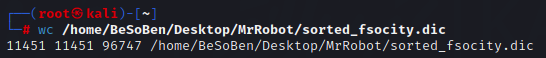 ┌──(root㉿kali)-[~]
└─# wc /home/BeSoBen/Desktop/MrRobot/sorted_fsocity.dic
11451 11451 96747 /home/BeSoBen/Desktop/MrRobot/sorted_fsocity.dic